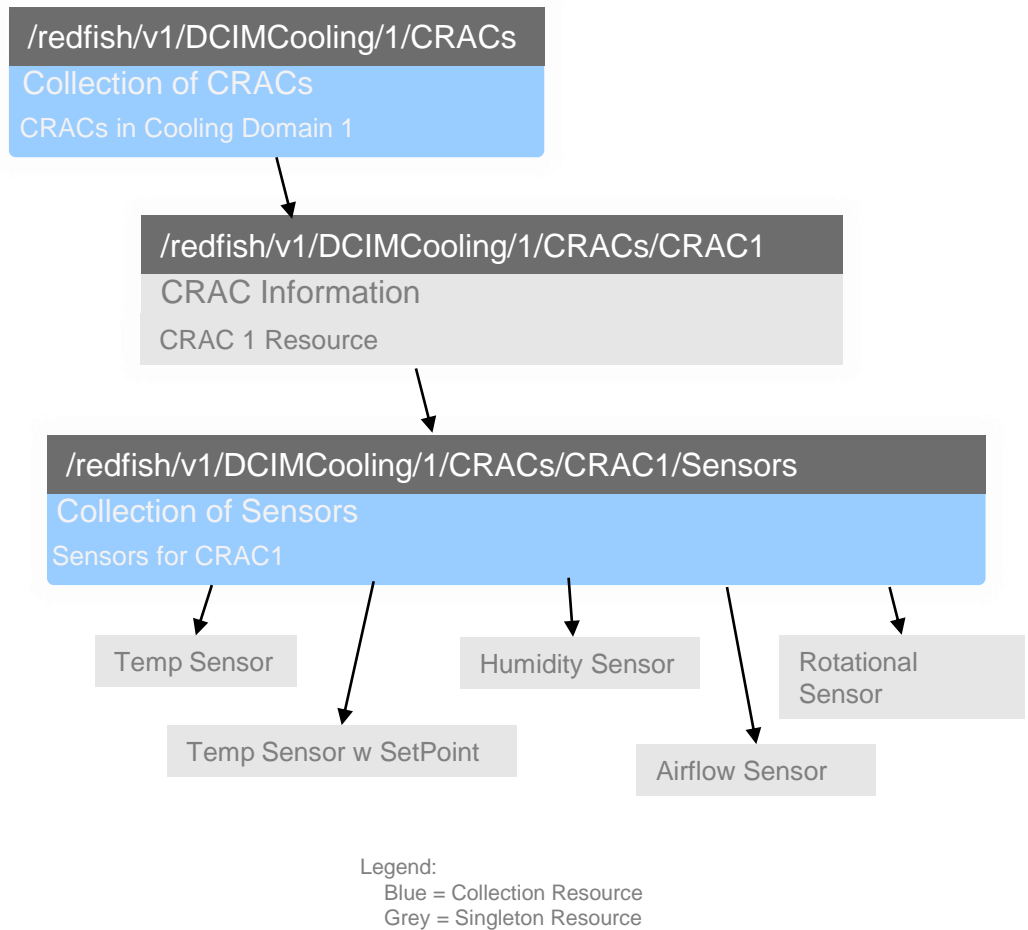 /redfish/v1/DCIMCooling/1/CRACs
Collection of CRACs
CRACs in Cooling Domain 1
/redfish/v1/DCIMCooling/1/CRACs/CRAC1
CRAC Information
CRAC 1 Resource
/redfish/v1/DCIMCooling/1/CRACs/CRAC1/Sensors
Collection of Sensors
Sensors for CRAC1
Temp Sensor
Humidity Sensor
Rotational
Sensor
Temp Sensor w SetPoint
Airflow Sensor
Legend:
Blue = Collection Resource
Grey = Singleton Resource